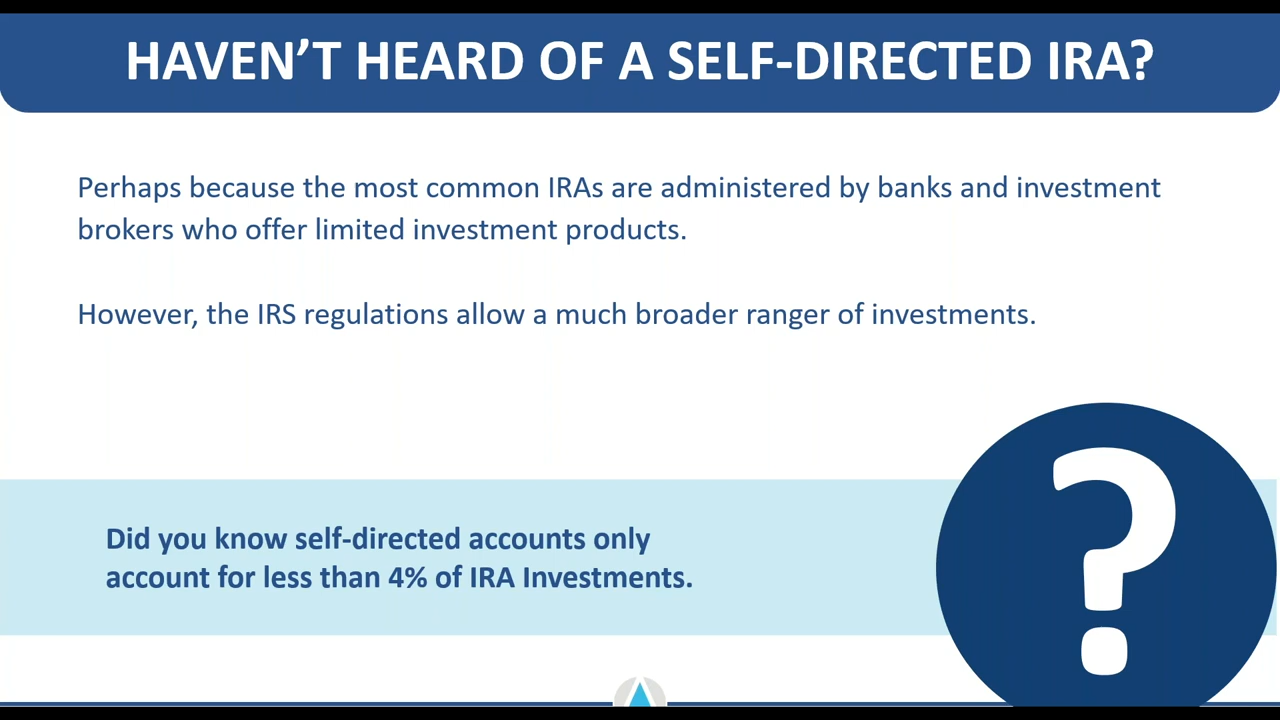 HAVEN’T HEARD OF A SELF-DIRECTED IRA?
Perhaps because the most common IRAs are administered by banks and investment
brokers who offer limited investment products.
However, the IRS regulations allow a much broader ranger of investments.
Did you know self-directed accounts only
account for less than 4% of IRA Investments.
?